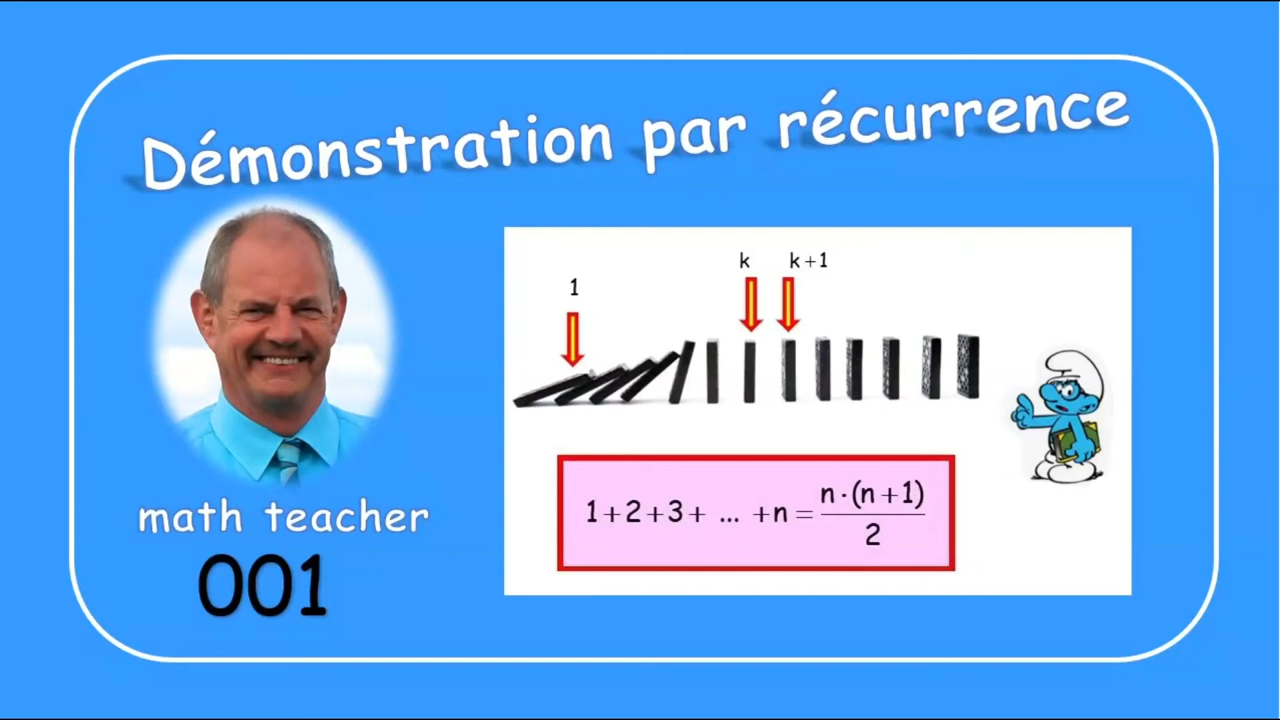 Démonstration par récurrence
1
k
k+1
1+2+3+ ... +n = n·(n+1)/2
math teacher
001